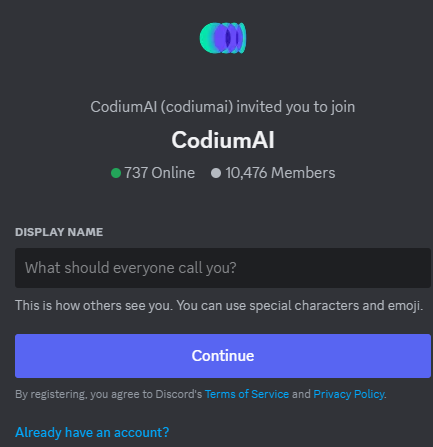 CodiumAI (codiumai) invited you to join
CodiumAI
737 Online 10,476 Members
DISPLAY NAME
What should everyone call you?
This is how others see you. You can use special characters and emoji.
Continue
By registering, you agree to Discord's Terms of Service and Privacy Policy.
Already have an account?